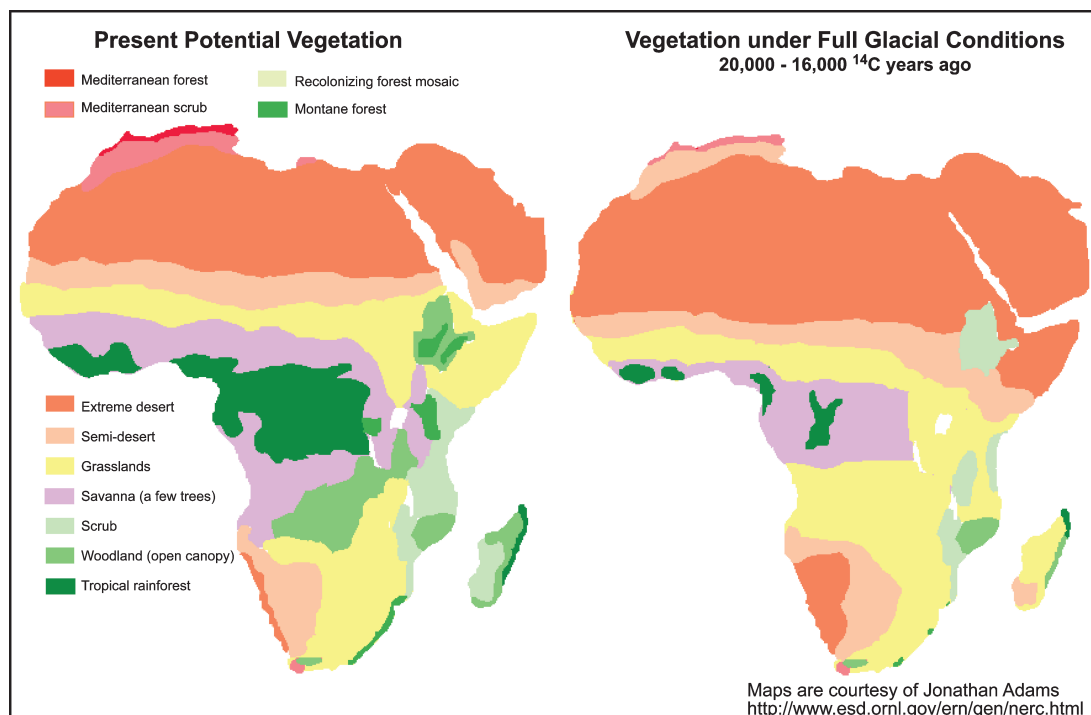 Present Potential Vegetation
Mediterranean forest
Mediterranean scrub
Recolonizing forest mosaic
Montane forest
Vegetation under Full Glacial Conditions
20,000 - 16,000 14C years ago
Extreme desert
Semi-desert
Grasslands
Savanna (a few trees)
Scrub
Woodland (open canopy)
Tropical rainforest
Maps are courtesy of Jonathan Adams
http://www.esd.ornl.gov/ern/gen/nerc.html